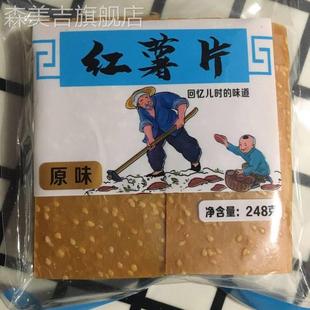 森美吉旗舰店
红薯片
回忆儿时的味道
原味
净含量：248克